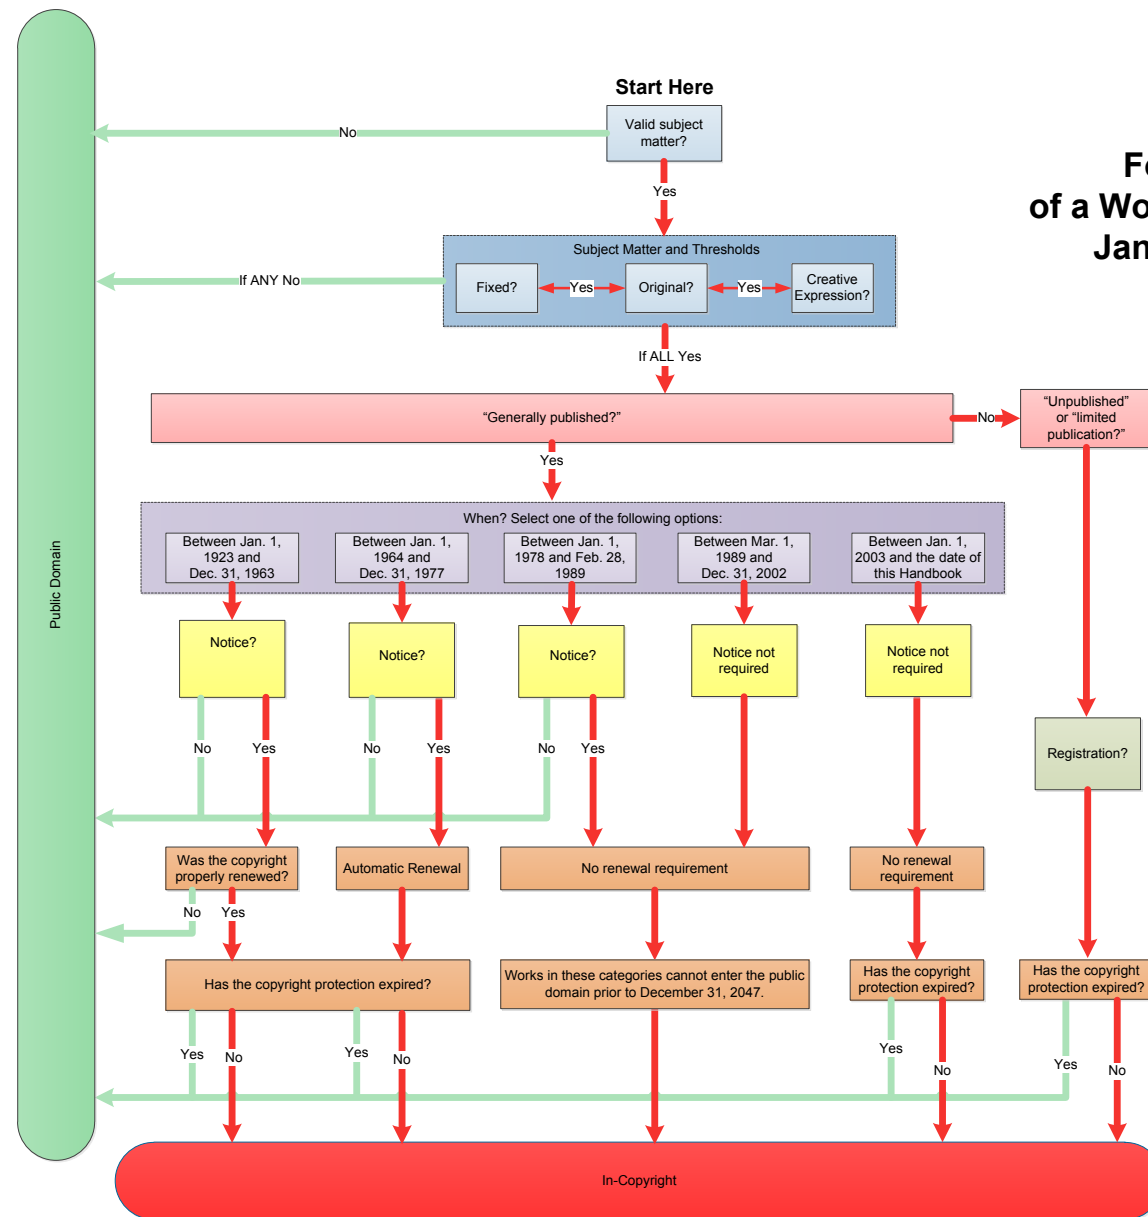 Start Here
Valid subject
matter?
No
Yes
Fo
of a Wo
Jan
Subject Matter and Thresholds
Fixed?
Yes
Original?
Yes
Creative
Expression?
If ANY No
If ALL Yes
"Generally published?"
No
"Unpublished"
or "limited
publication?"
Yes
When? Select one of the following options:
Between Jan. 1,
1923 and
Dec. 31, 1963
Between Jan. 1,
1964 and
Dec. 31, 1977
Between Jan. 1,
1978 and Feb. 28,
1989
Between Mar. 1,
1989 and
Dec. 31, 2002
Between Jan. 1,
2003 and the date of
this Handbook
Public Domain
Notice?
Notice?
Notice?
Notice not
required
Notice not
required
No
Yes
No
Yes
No
Yes
Registration?
Was the copyright
properly renewed?
Automatic Renewal
No renewal requirement
No renewal
requirement
No
Yes
Has the copyright protection expired?
Works in these categories cannot enter the public
domain prior to December 31, 2047.
Has the copyright
protection expired?
Has the copyright
protection expired?
Yes
No
Yes
No
Yes
No
Yes
No
In-Copyright